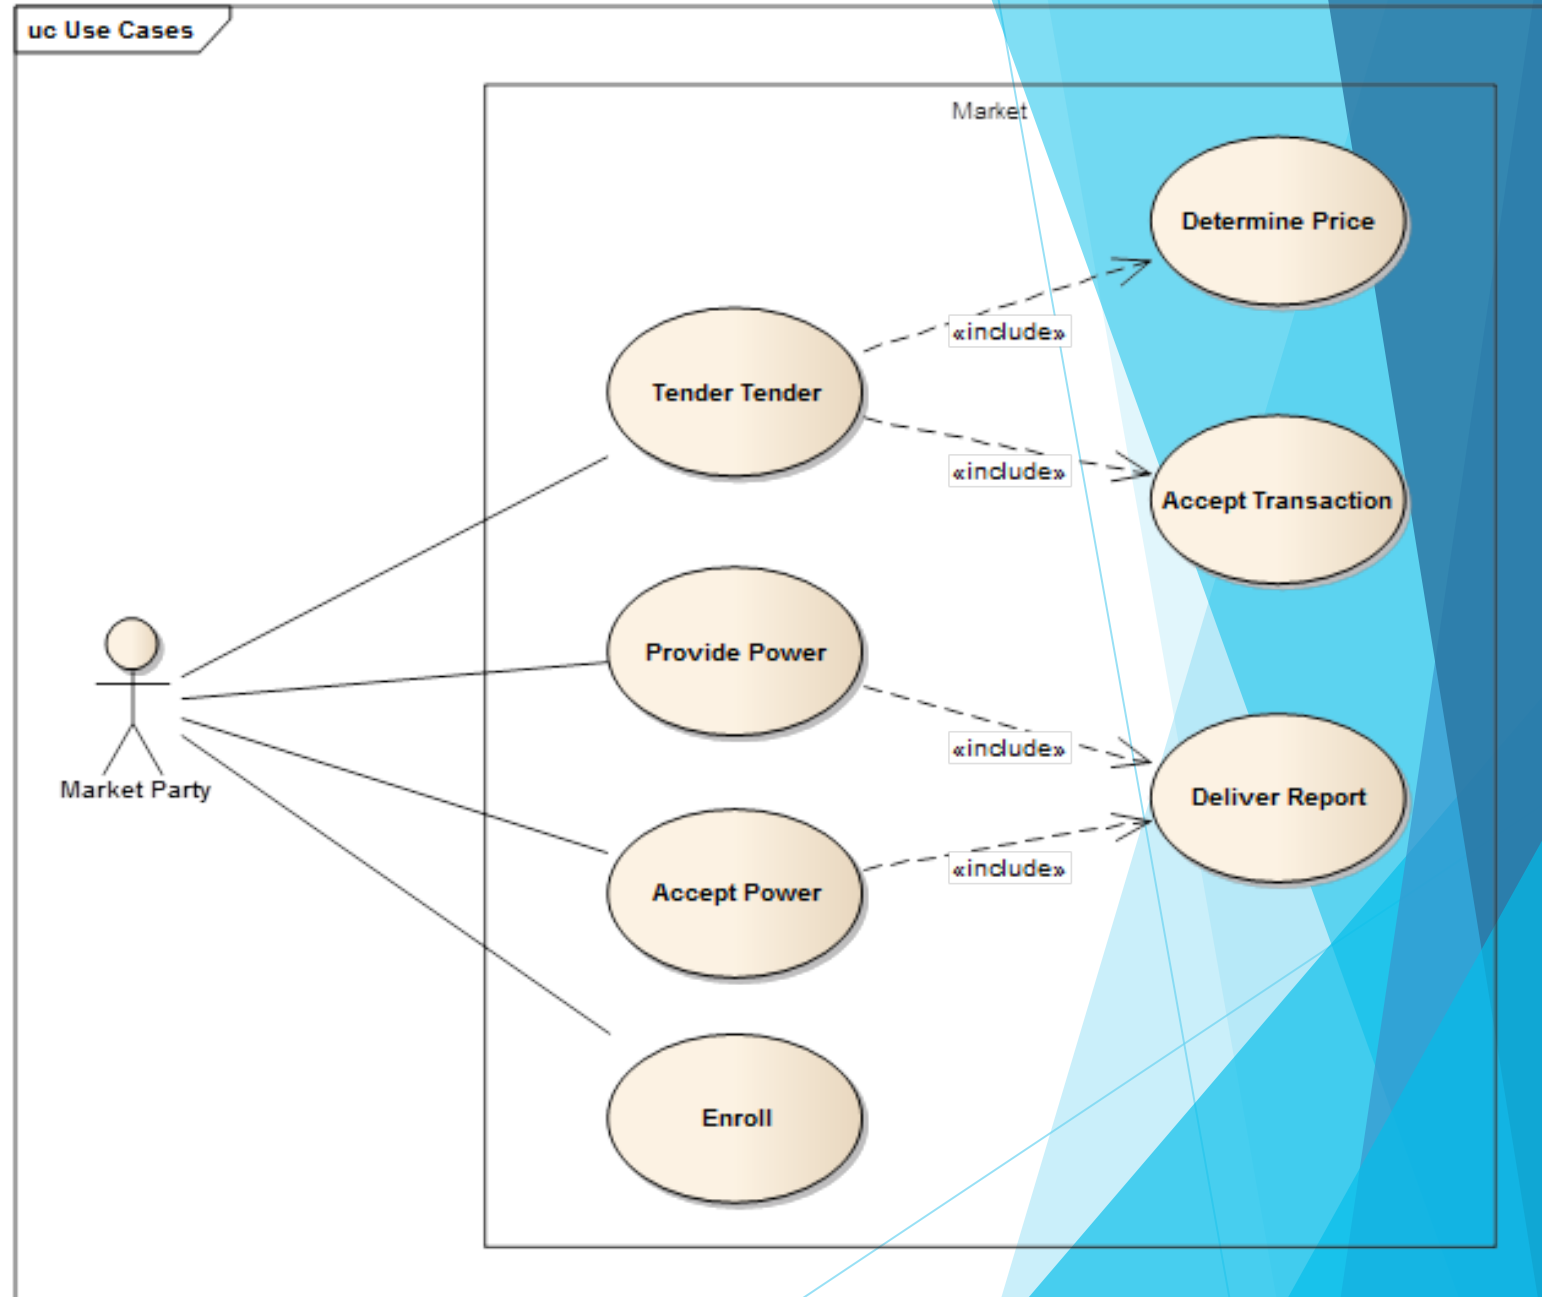 uc Use Cases
Market
Determine Price
«include»
Tender Tender
«include»
Accept Transaction
Provide Power
«include»
Market Party
Deliver Report
«include»
Accept Power
Enroll